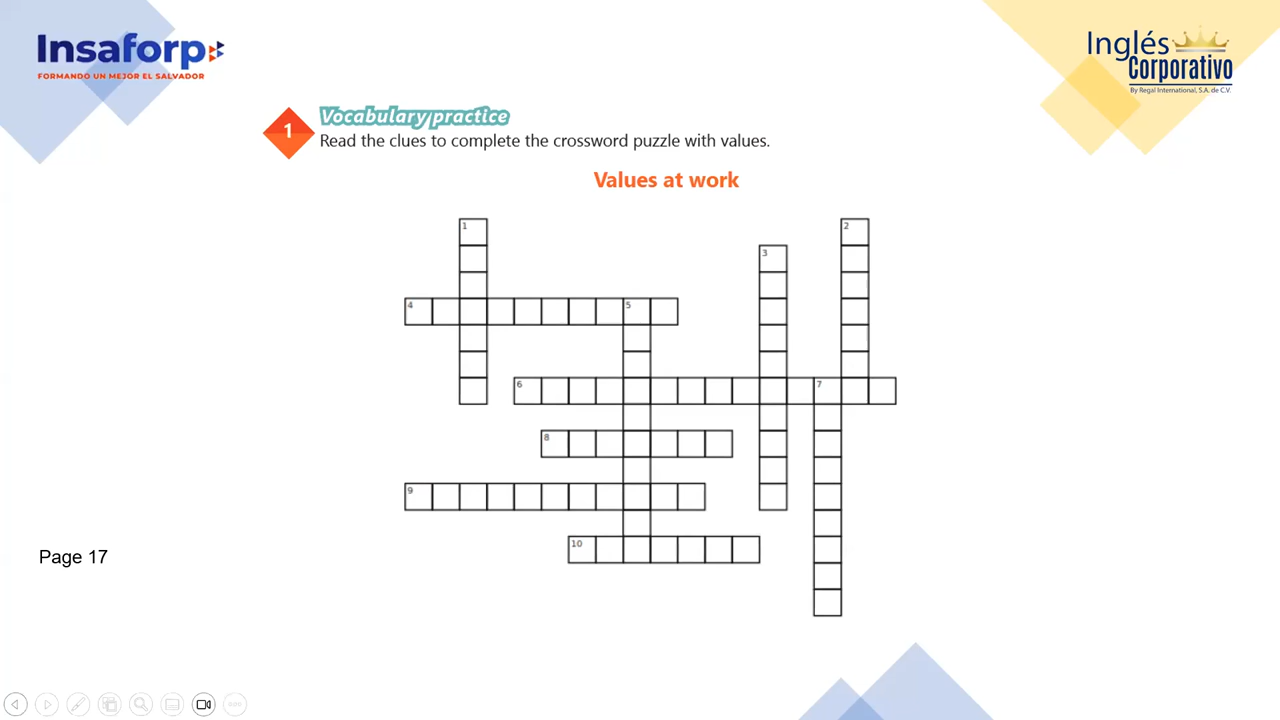 Insaforp
FORMANDO UN MEJOR EL SALVADOR
Inglés
Corporativo
By Regal International, S.A. de C.V.
1
Vocabulary practice
Read the clues to complete the crossword puzzle with values.
Values at work
1
2
3
4
5
6
7
8
9
10
Page 17